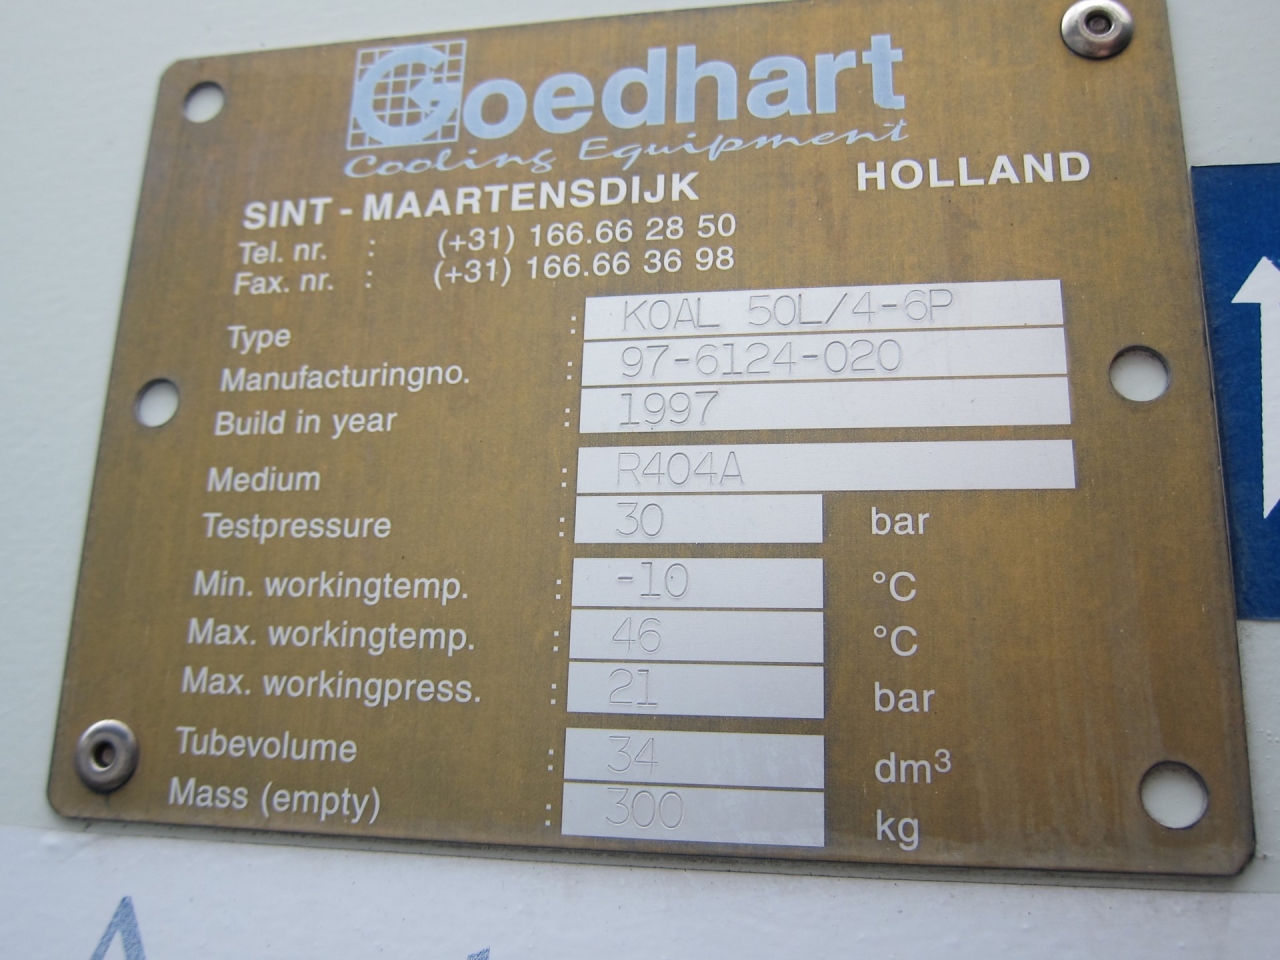 Goedhart
Cooling Equipment
HOLLAND
SINT - MAARTENSDIJK
Tel. nr. : (+31) 166.66 28 50
Fax. nr. : (+31) 166.66 36 98
Type : KOAL 50L/4-6P
Manufacturingno. : 97-6124-020
Build in year : 1997
Medium : R404A
Testpressure : 30 bar
Min. workingtemp. : -10 °C
Max. workingtemp. : 46 °C
Max. workingpress. : 21 bar
Tubevolume : 34 dm³
Mass (empty) : 300 kg